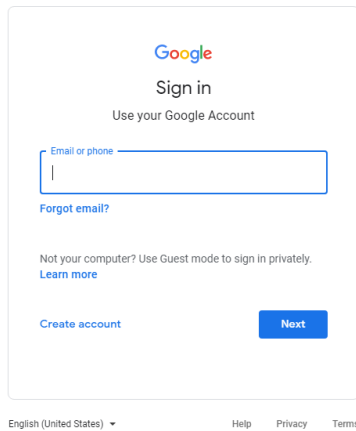 Google
Sign in
Use your Google Account
Email or phone
Forgot email?
Not your computer? Use Guest mode to sign in privately.
Learn more
Create account
Next
English (United States)
Help Privacy Terms